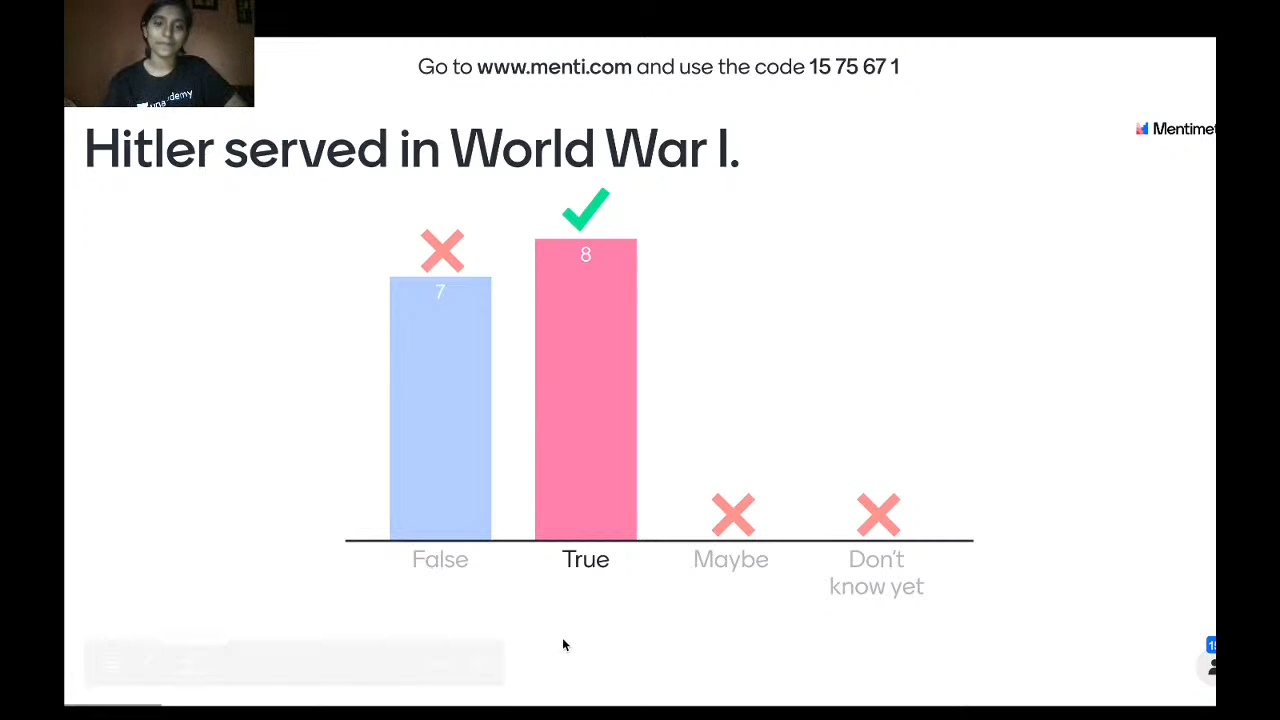 Go to www.menti.com and use the code 15 75 67 1
Mentimet
Hitler served in World War I.
8
7
False
True
Maybe
Don't
know yet